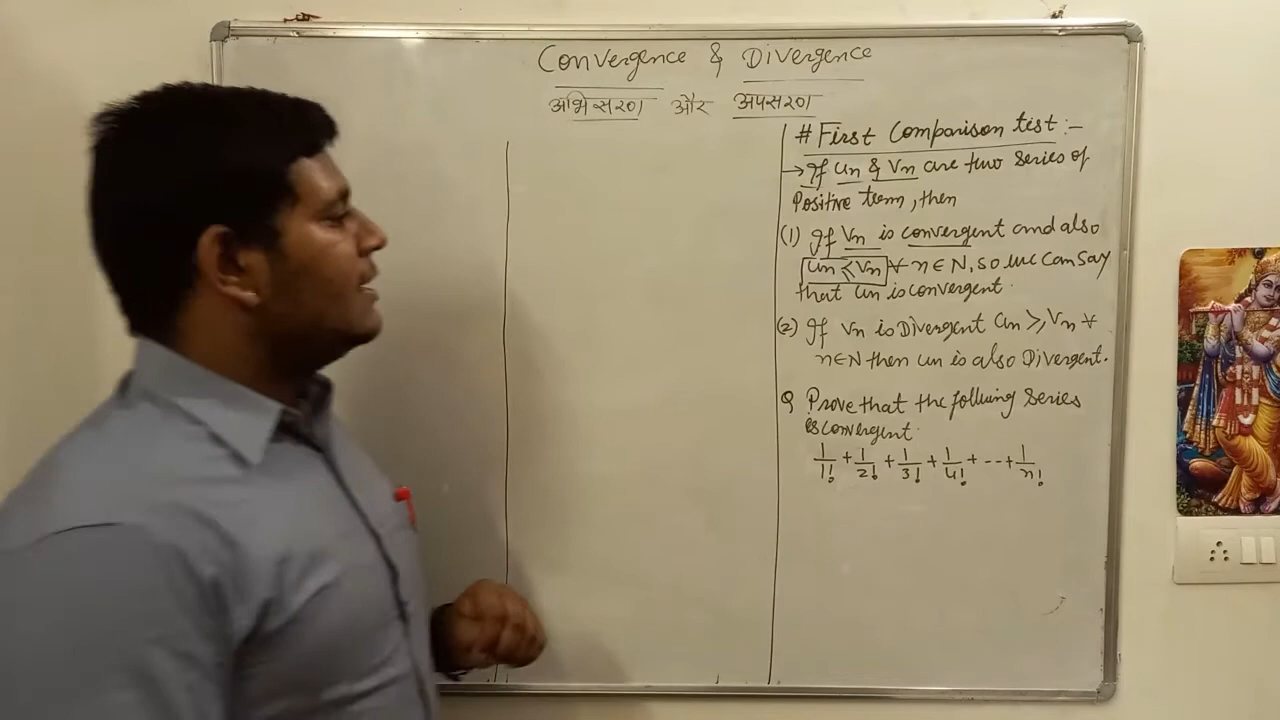 Convergence & Divergence
अभिसरण और अपसरण
# First Comparison test :-
→ If un & Vn are two Series of
Positive term, then
(1) If Vn is convergent and also
un ≤ Vn ∀ n ∈ N, so we can say
that un is convergent.
(2) If Vn is Divergent un ≥ Vn ∀
n ∈ N then un is also Divergent.
Q Prove that the following Series
is convergent.
1/1! + 1/2! + 1/3! + 1/4! + --- + 1/n!